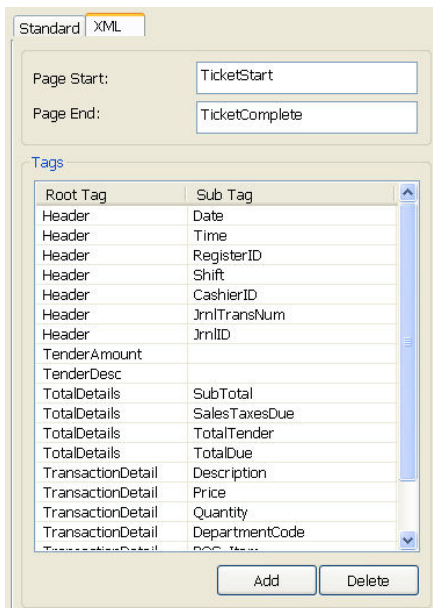 Standard XML
Page Start: TicketStart
Page End: TicketComplete
Tags
Root Tag Sub Tag
Header Date
Header Time
Header RegisterID
Header Shift
Header CashierID
Header JrnlTransNum
Header JrnlID
TenderAmount
TenderDesc
TotalDetails SubTotal
TotalDetails SalesTaxesDue
TotalDetails TotalTender
TotalDetails TotalDue
TransactionDetail Description
TransactionDetail Price
TransactionDetail Quantity
TransactionDetail DepartmentCode
TransactionDetail
Add Delete